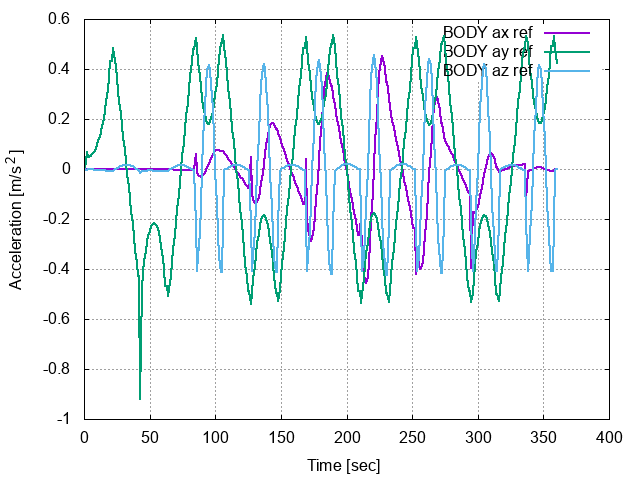 BODY ax ref
BODY ay ref
BODY az ref
0.6
0.4
0.2
0
-0.2
-0.4
-0.6
-0.8
-1
Acceleration [m/s^2]
0 50 100 150 200 250 300 350 400
Time [sec]